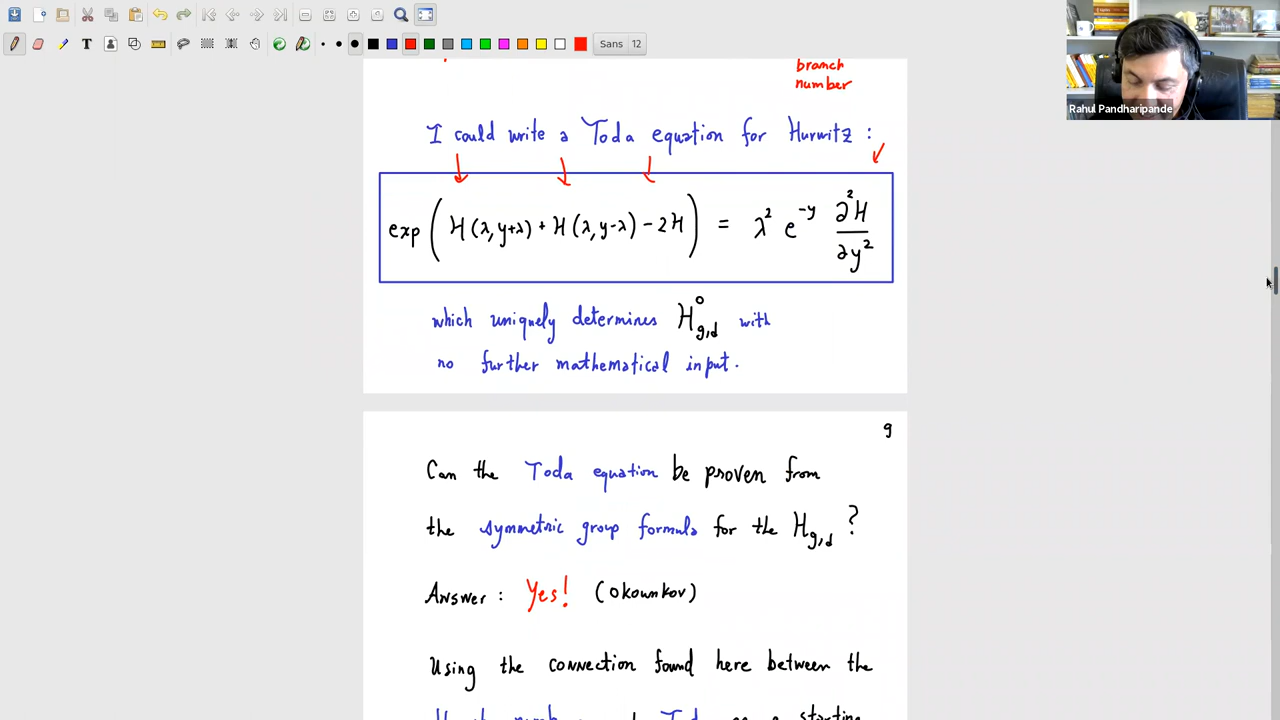 Sans 12
Rahul Pandharipande
branch
number
I could write a Toda equation for Hurwitz :
exp ( H(λ, y+λ) + H(λ, y-λ) - 2H ) = λ² e^{-y} ∂²H / ∂y²
which uniquely determines H°_{g,d} with
no further mathematical input.
9
Can the Toda equation be proven from
the symmetric group formula for the H_{g,d} ?
Answer : Yes! (Okounkov)
Using the connection found here between the